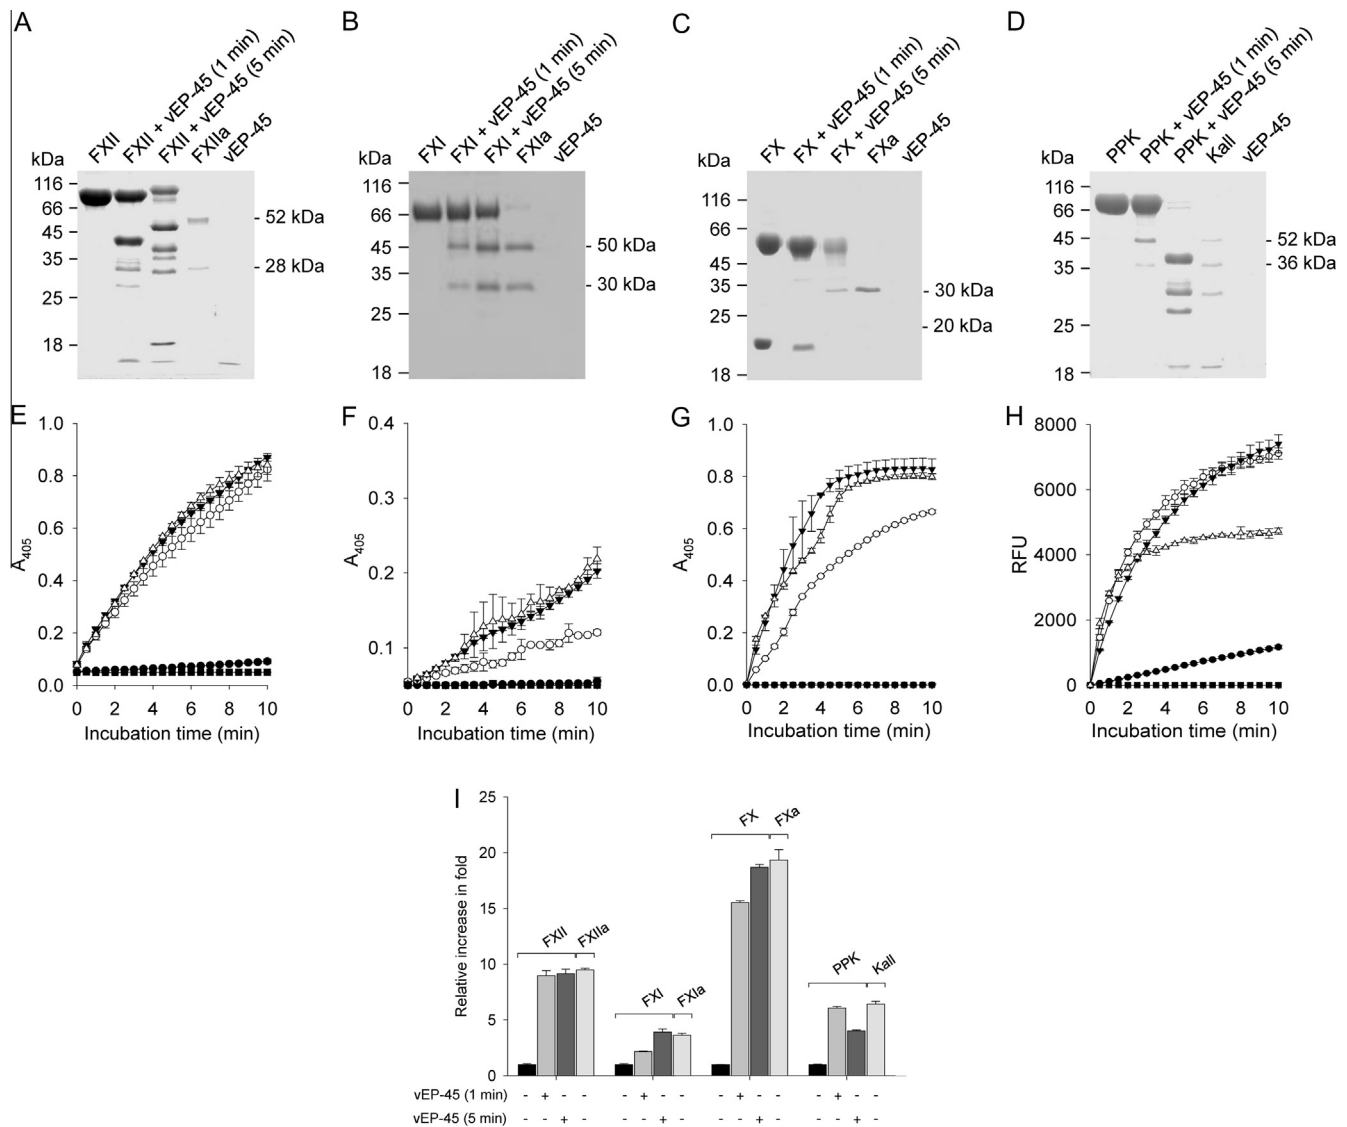 A
FXII
FXII + vEP-45 (1 min)
FXII + vEP-45 (5 min)
FXIIa
vEP-45
kDa
116
66
45
35
25
18
- 52 kDa
- 28 kDa
B
FXI
FXI + vEP-45 (1 min)
FXI + vEP-45 (5 min)
FXIa
vEP-45
kDa
116
66
45
35
25
18
- 50 kDa
- 30 kDa
C
FX
FX + vEP-45 (1 min)
FX + vEP-45 (5 min)
FXa
vEP-45
kDa
116
66
45
35
25
18
- 30 kDa
- 20 kDa
D
PPK
PPK + vEP-45 (1 min)
PPK + vEP-45 (5 min)
Kall
vEP-45
kDa
116
66
45
35
25
18
- 52 kDa
- 36 kDa
E
A405
1.0
0.8
0.6
0.4
0.2
0.0
0 2 4 6 8 10
Incubation time (min)
F
A405
0.4
0.3
0.2
0.1
0 2 4 6 8 10
Incubation time (min)
G
A405
1.0
0.8
0.6
0.4
0.2
0.0
0 2 4 6 8 10
Incubation time (min)
H
RFU
8000
6000
4000
2000
0
0 2 4 6 8 10
Incubation time (min)
I
Relative increase in fold
25
20
15
10
5
0
FXII
FXIIa
FXI
FXIa
FX
FXa
PPK
Kall
vEP-45 (1 min) - + - - - + - - - + - - - + - -
vEP-45 (5 min) - - + - - - + - - - + - - - + -